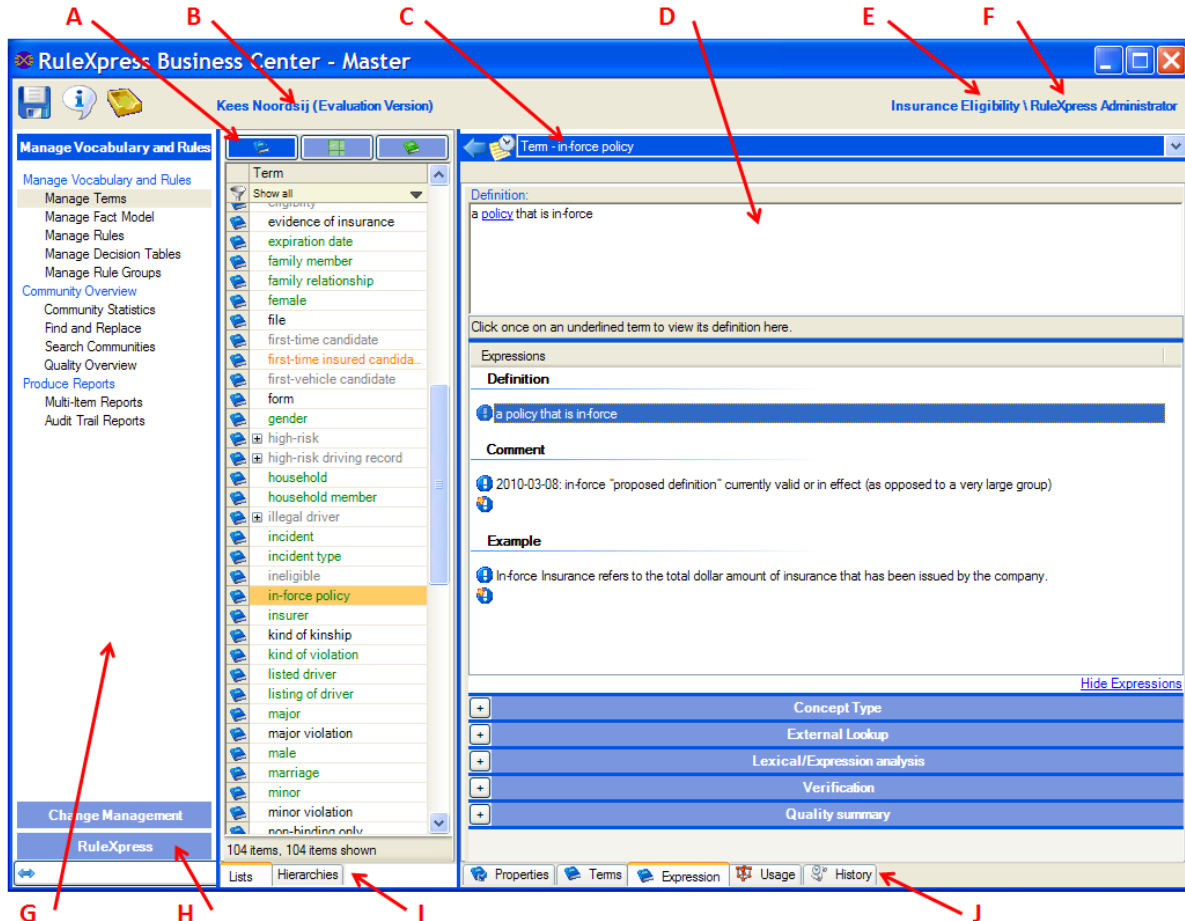 A B C D E F
RuleXpress Business Center - Master
Kees Noordsij (Evaluation Version)
Insurance Eligibility \ RuleXpress Administrator
Manage Vocabulary and Rules
Manage Vocabulary and Rules
Manage Terms
Manage Fact Model
Manage Rules
Manage Decision Tables
Manage Rule Groups
Community Overview
Community Statistics
Find and Replace
Search Communities
Quality Overview
Produce Reports
Multi-Item Reports
Audit Trail Reports
Change Management
RuleXpress
Term
Show all
eligibility
evidence of insurance
expiration date
family member
family relationship
female
file
first-time candidate
first-time insured candida...
first-vehicle candidate
form
gender
high-risk
high-risk driving record
household
household member
illegal driver
incident
incident type
ineligible
in-force policy
insurer
kind of kinship
kind of violation
listed driver
listing of driver
major
major violation
male
marriage
minor
minor violation
non-binding only
104 items, 104 items shown
Lists Hierarchies
Term - in-force policy
Definition:
a policy that is in-force
Click once on an underlined term to view its definition here.
Expressions
Definition
a policy that is in-force
Comment
2010-03-08: in-force "proposed definition" currently valid or in effect (as opposed to a very large group)
Example
In-force Insurance refers to the total dollar amount of insurance that has been issued by the company.
Hide Expressions
Concept Type
External Lookup
Lexical/Expression analysis
Verification
Quality summary
Properties Terms Expression Usage History
G H I J